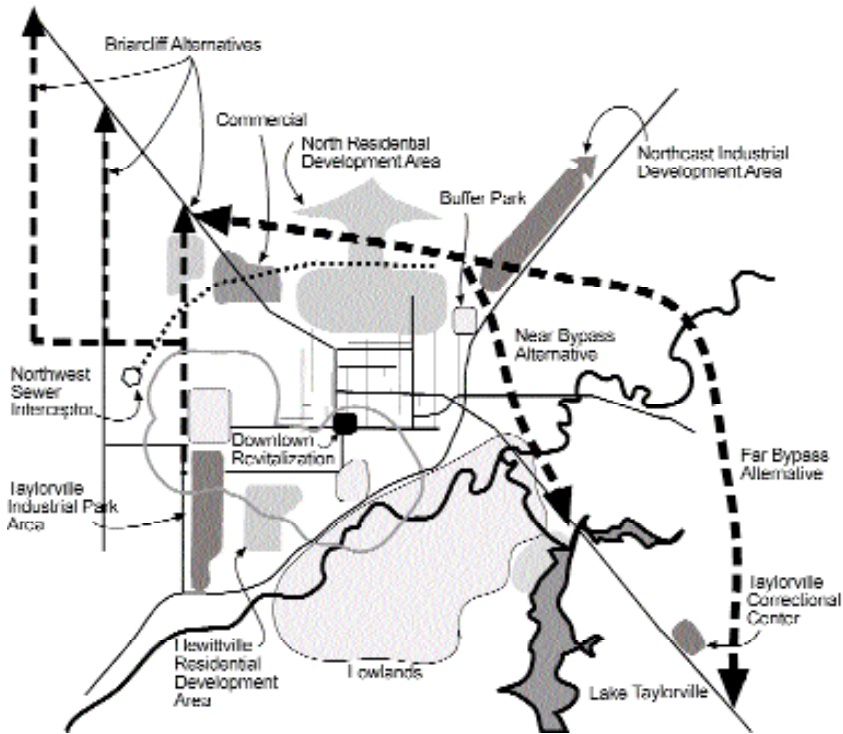 Briarcliff Alternatives
Commercial
North Residential
Development Area
Northeast Industrial
Development Area
Buffer Park
Near Bypass
Alternative
Northwest
Sewer
Interceptor
Downtown
Revitalization
Far Bypass
Alternative
Taylorville
Industrial Park
Area
Taylorville
Correctional
Center
Hewittville
Residential
Development
Area
Lowlands
Lake Taylorville